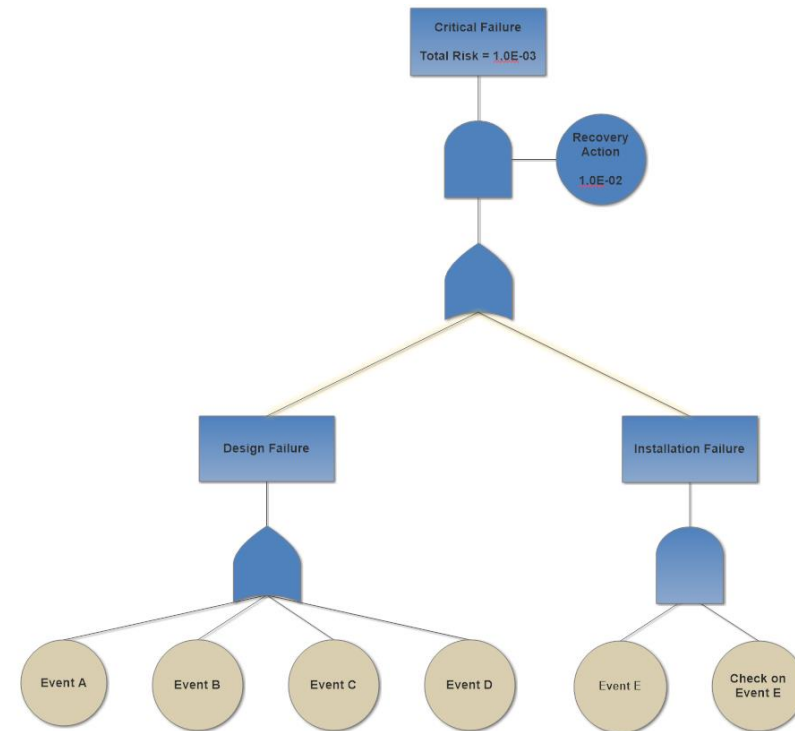 Critical Failure
Total Risk = 1.0E-03
Recovery
Action
1.0E-02
Design Failure
Installation Failure
Event A
Event B
Event C
Event D
Event E
Check on
Event E